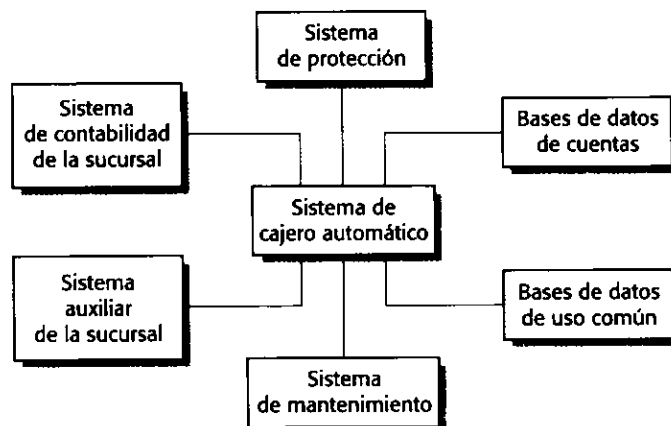 Sistema
de protección
Sistema
de contabilidad
de la sucursal
Bases de datos
de cuentas
Sistema de
cajero automático
Sistema
auxiliar
de la sucursal
Bases de datos
de uso común
Sistema
de mantenimiento